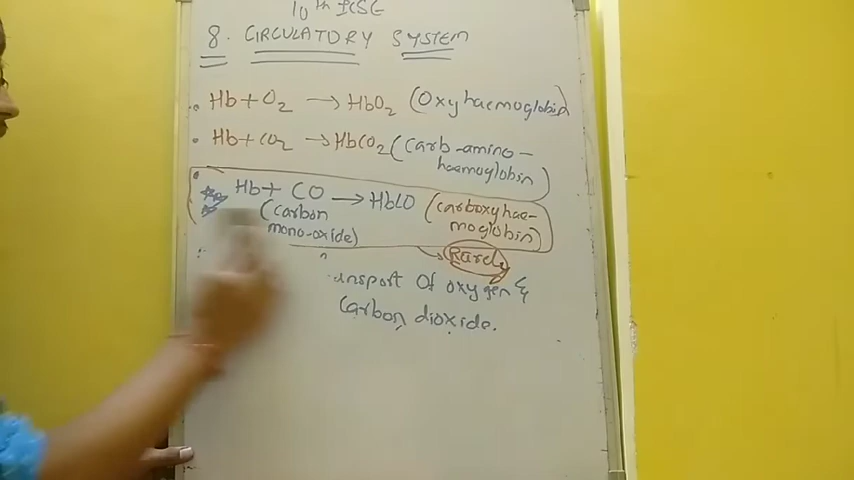 10th ICSE
8. CIRCULATORY SYSTEM
• Hb + O2 → HbO2 (Oxyhaemoglobin)
• Hb + CO2 → HbCO2 (Carb-amino-
haemoglobin)
• Hb + CO → HbCO (carboxyhae-
(carbon moglobin)
mono-oxide)
Rarely
Of oxygen &
Carbon dioxide.